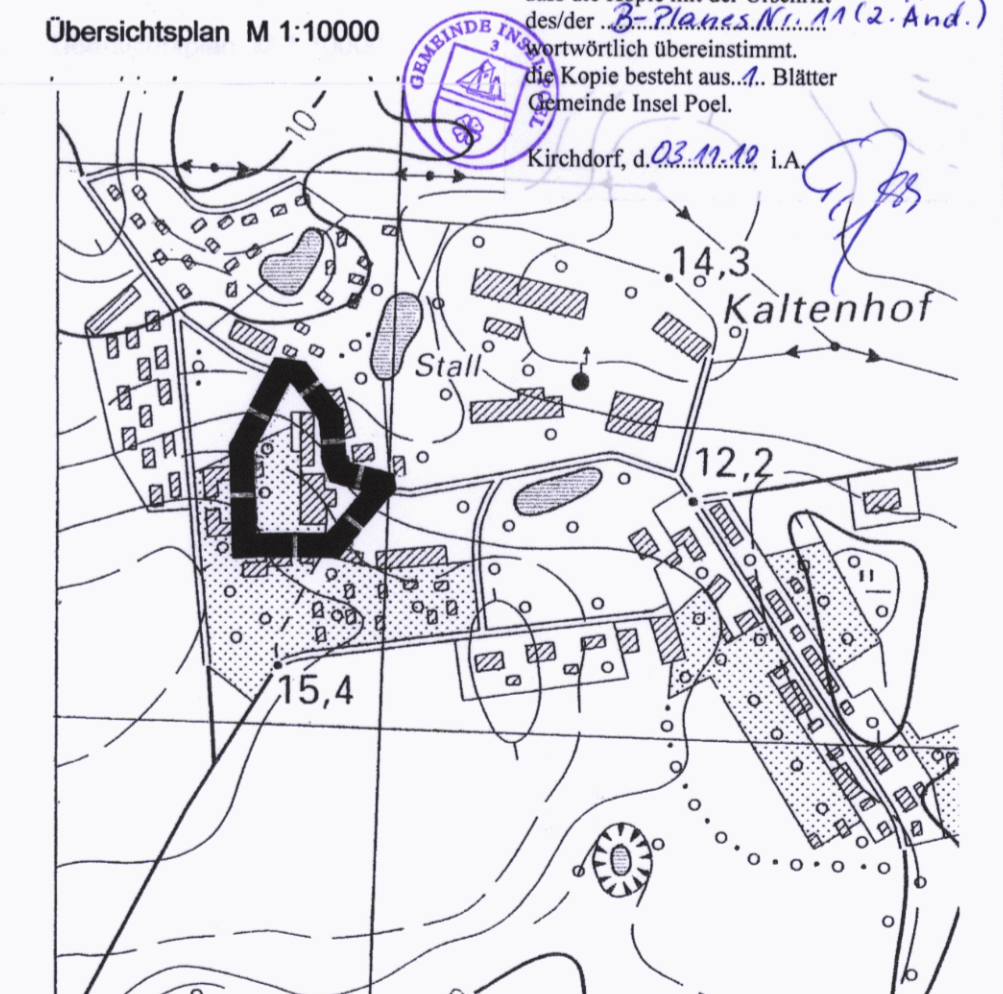 Übersichtsplan M 1:10000
des/der ..B-Planes Nr. 11 (2. Änd.)
wortwörtlich übereinstimmt.
die Kopie besteht aus..1.. Blätter
Gemeinde Insel Poel.
Kirchdorf, d.03.11.10 i.A.
GEMEINDE INSEL POEL
3
10
14,3
Kaltenhof
Stall
12,2
15,4